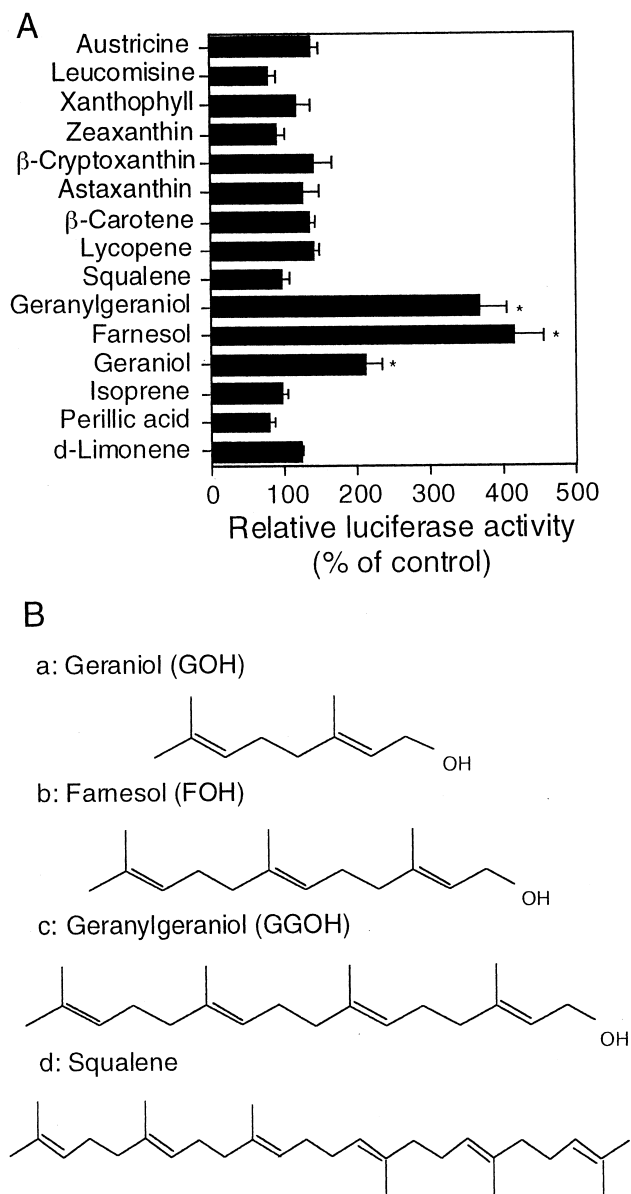 A
Austricine
Leucomisine
Xanthophyll
Zeaxanthin
β-Cryptoxanthin
Astaxanthin
β-Carotene
Lycopene
Squalene
Geranylgeraniol *
Farnesol *
Geraniol *
Isoprene
Perillic acid
d-Limonene
0 100 200 300 400 500
Relative luciferase activity
(% of control)
B
a: Geraniol (GOH)
OH
b: Farnesol (FOH)
OH
c: Geranylgeraniol (GGOH)
OH
d: Squalene